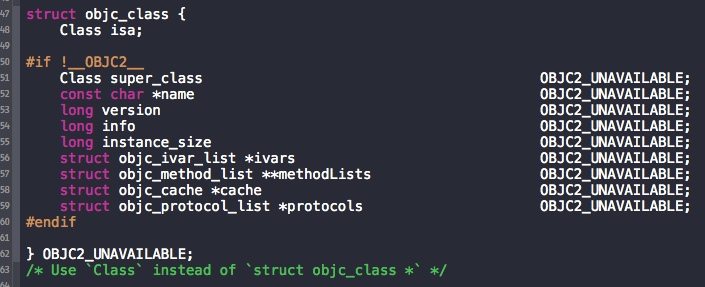 47 struct objc_class {
48     Class isa;
49
50 #if !__OBJC2__
51     Class super_class                                        OBJC2_UNAVAILABLE;
52     const char *name                                         OBJC2_UNAVAILABLE;
53     long version                                             OBJC2_UNAVAILABLE;
54     long info                                                OBJC2_UNAVAILABLE;
55     long instance_size                                       OBJC2_UNAVAILABLE;
56     struct objc_ivar_list *ivars                             OBJC2_UNAVAILABLE;
57     struct objc_method_list **methodLists                    OBJC2_UNAVAILABLE;
58     struct objc_cache *cache                                 OBJC2_UNAVAILABLE;
59     struct objc_protocol_list *protocols                     OBJC2_UNAVAILABLE;
60 #endif
61
62 } OBJC2_UNAVAILABLE;
63 /* Use `Class` instead of `struct objc_class *` */